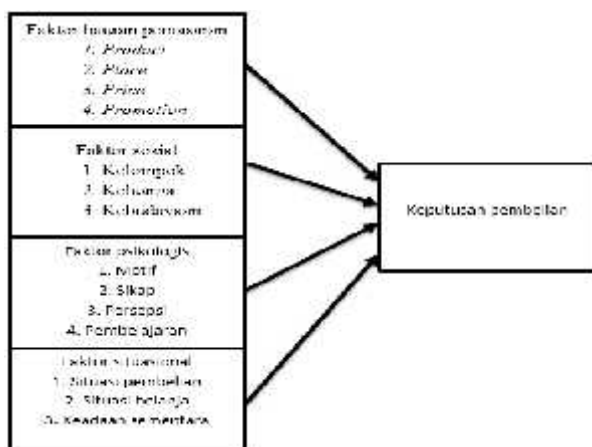 Faktor bauran pemasaran
1. Product
2. Place
3. Price
4. Promotion
Faktor sosial
1. Kelompok
2. Keluarga
3. Kebudayaan
Faktor psikologis
1. Motif
2. Sikap
3. Persepsi
4. Pembelajaran
Faktor situasional
1. Situasi pembelian
2. Situasi belanja
3. Keadaan sementara
Keputusan pembelian